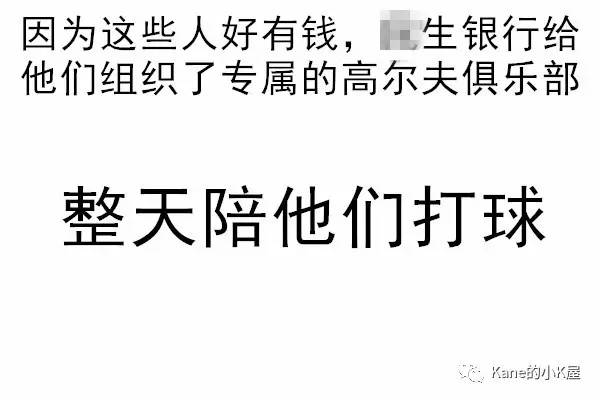 因为这些人好有钱，生银行给
他们组织了专属的高尔夫俱乐部
整天陪他们打球
Kane的小K屋